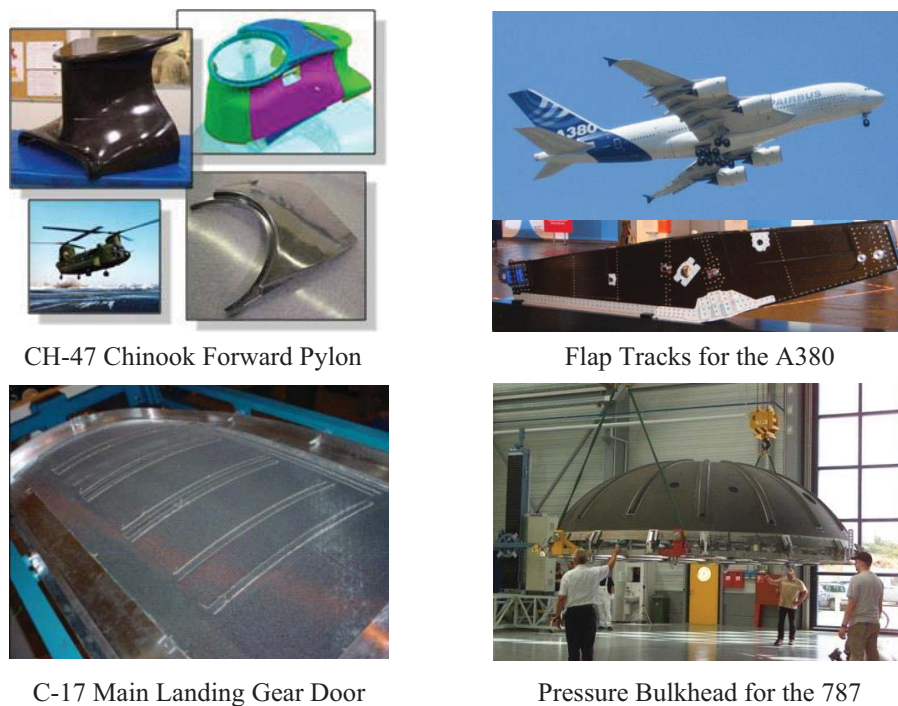 AIRBUS
A380
CH-47 Chinook Forward Pylon
Flap Tracks for the A380
C-17 Main Landing Gear Door
Pressure Bulkhead for the 787